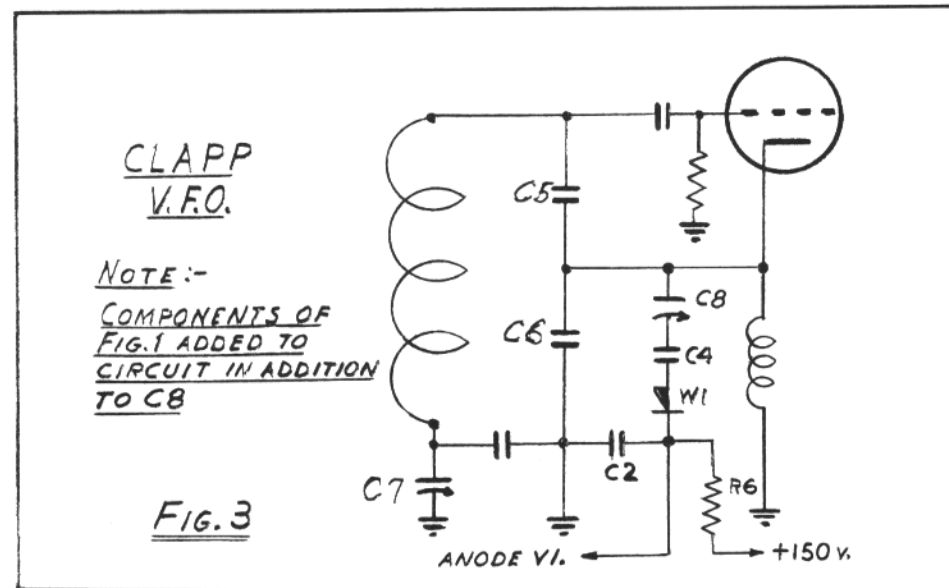 CLAPP
V.F.O.
NOTE:-
COMPONENTS OF
FIG.1 ADDED TO
CIRCUIT IN ADDITION
TO C8
FIG. 3
C5
C6
C7
C8
C4
W1
C2
R6
ANODE V1.
+150 V.